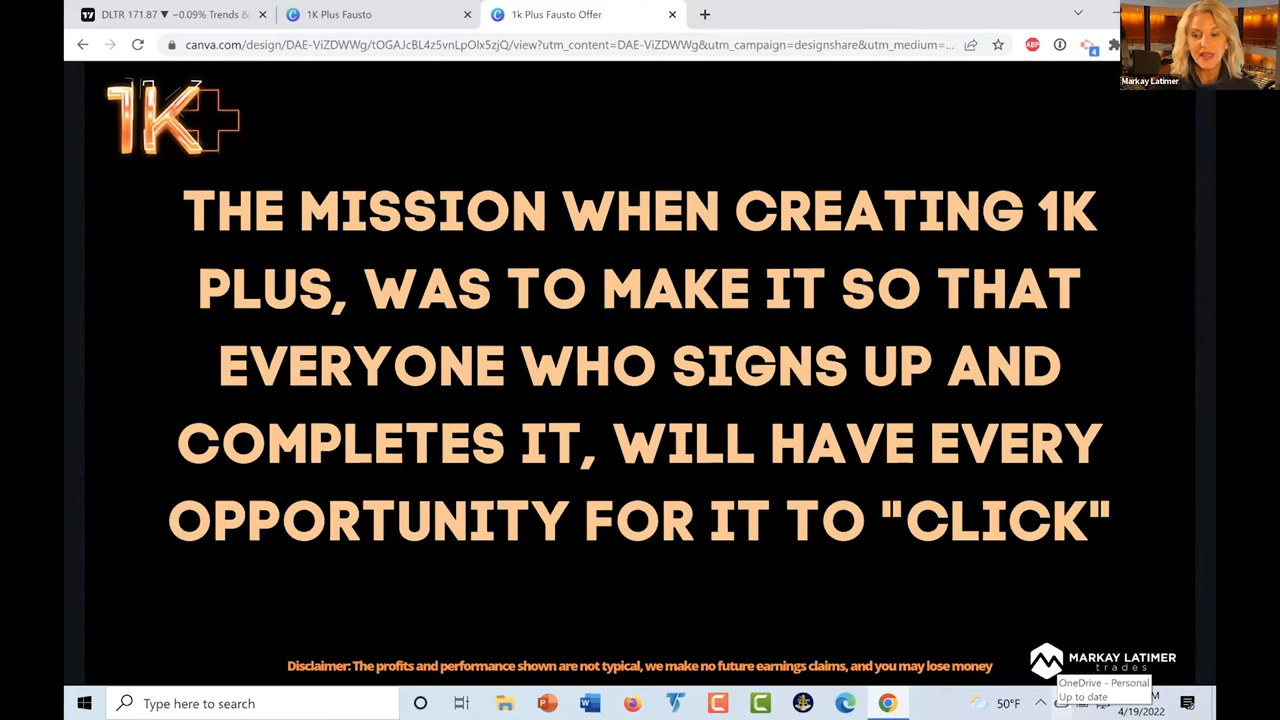 DLTR 171.87 ▼ −0.09% Trends &
1K Plus Fausto
1k Plus Fausto Offer
canva.com/design/DAE-ViZDWWg/tOGAJcBL4z5vnLpOlx5g3g/view?utm_content=DAE-ViZDWWg&utm_campaign=designshare&utm_medium=...
ABP
4
Markay Latimer
1K+
THE MISSION WHEN CREATING 1K
PLUS, WAS TO MAKE IT SO THAT
EVERYONE WHO SIGNS UP AND
COMPLETES IT, WILL HAVE EVERY
OPPORTUNITY FOR IT TO "CLICK"
Disclaimer: The profits and performance shown are not typical, we make no future earnings claims, and you may lose money
MARKAY LATIMER
trades
OneDrive - Personal
Up to date
Type here to search
50°F
4/19/2022